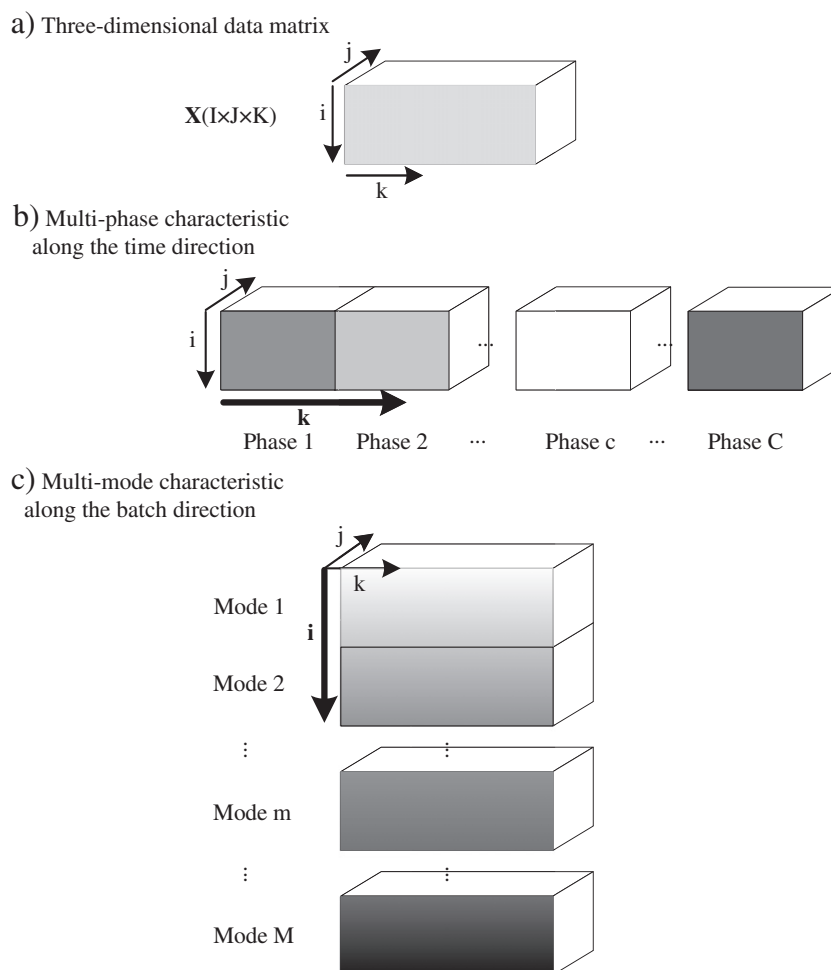 a) Three-dimensional data matrix
j
X(I×J×K)
i
k
b) Multi-phase characteristic
along the time direction
j
i
... ...
k
Phase 1 Phase 2 ... Phase c ... Phase C
c) Multi-mode characteristic
along the batch direction
j
k
Mode 1
i
Mode 2
⋮ ⋮
Mode m
⋮ ⋮
Mode M